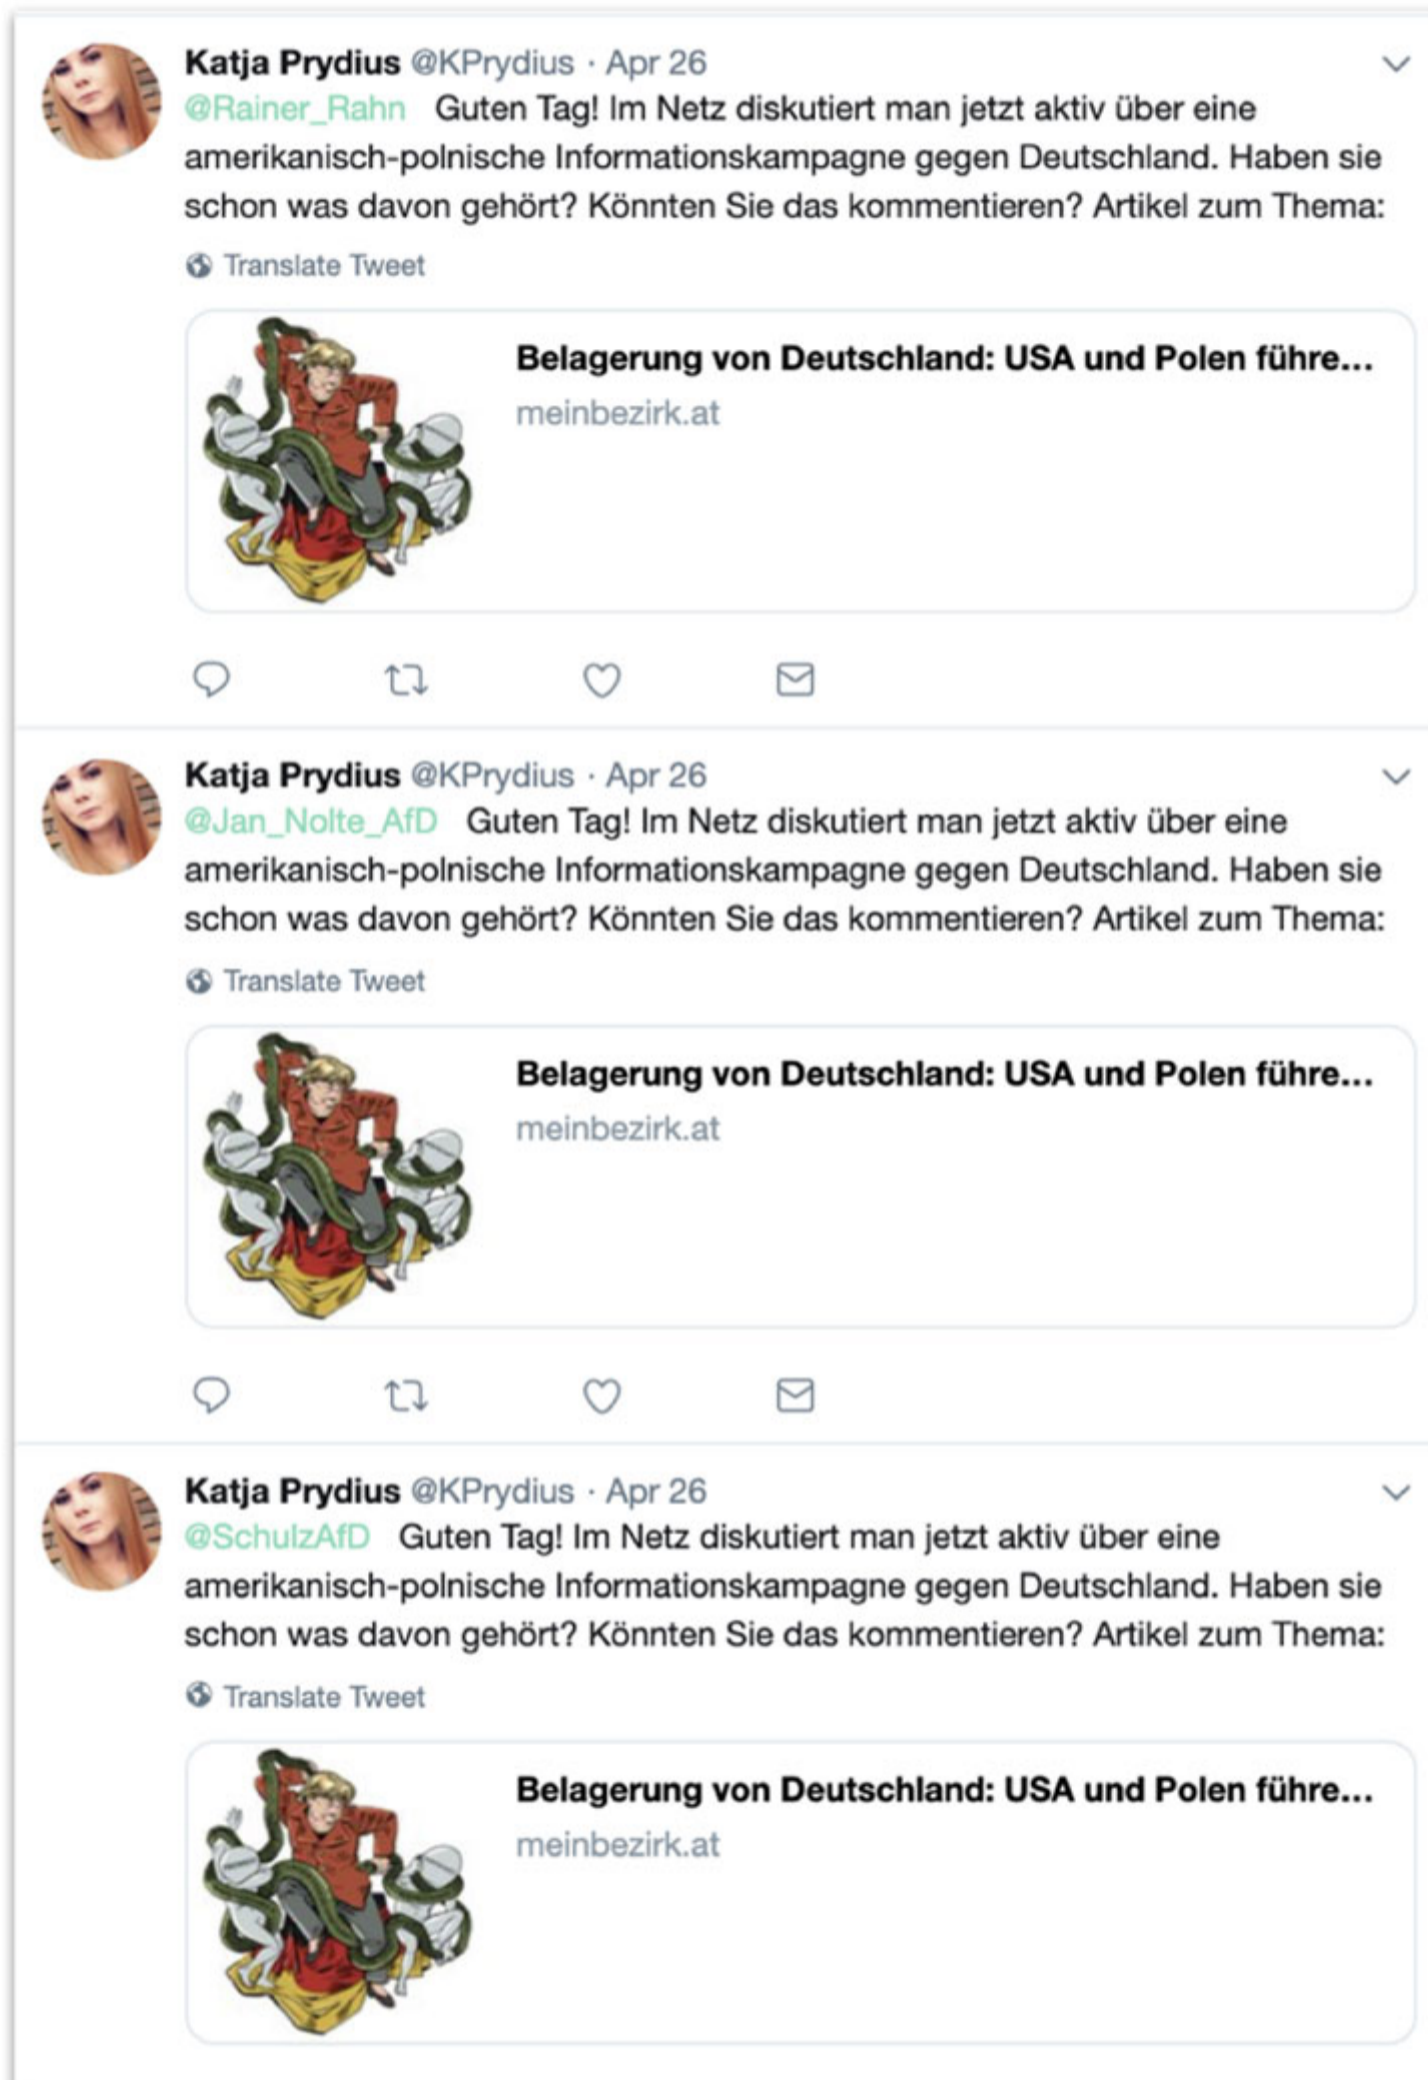 Katja Prydius @KPrydius · Apr 26
@Rainer_Rahn Guten Tag! Im Netz diskutiert man jetzt aktiv über eine
amerikanisch-polnische Informationskampagne gegen Deutschland. Haben sie
schon was davon gehört? Könnten Sie das kommentieren? Artikel zum Thema:
Translate Tweet
Belagerung von Deutschland: USA und Polen führe...
meinbezirk.at
Katja Prydius @KPrydius · Apr 26
@Jan_Nolte_AfD Guten Tag! Im Netz diskutiert man jetzt aktiv über eine
amerikanisch-polnische Informationskampagne gegen Deutschland. Haben sie
schon was davon gehört? Könnten Sie das kommentieren? Artikel zum Thema:
Translate Tweet
Belagerung von Deutschland: USA und Polen führe...
meinbezirk.at
Katja Prydius @KPrydius · Apr 26
@SchulzAfD Guten Tag! Im Netz diskutiert man jetzt aktiv über eine
amerikanisch-polnische Informationskampagne gegen Deutschland. Haben sie
schon was davon gehört? Könnten Sie das kommentieren? Artikel zum Thema:
Translate Tweet
Belagerung von Deutschland: USA und Polen führe...
meinbezirk.at